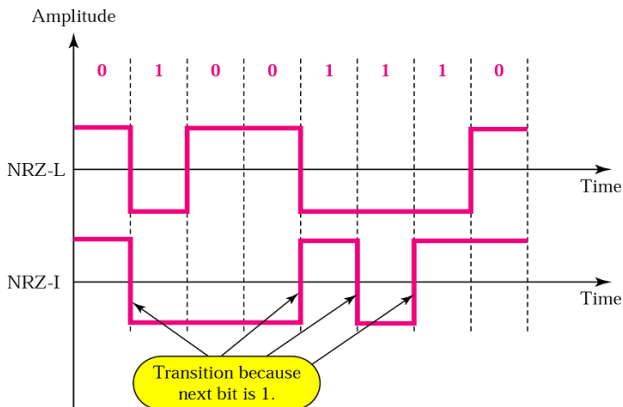 Amplitude
0 1 0 0 1 1 1 0
NRZ-L
Time
NRZ-I
Time
Transition because
next bit is 1.